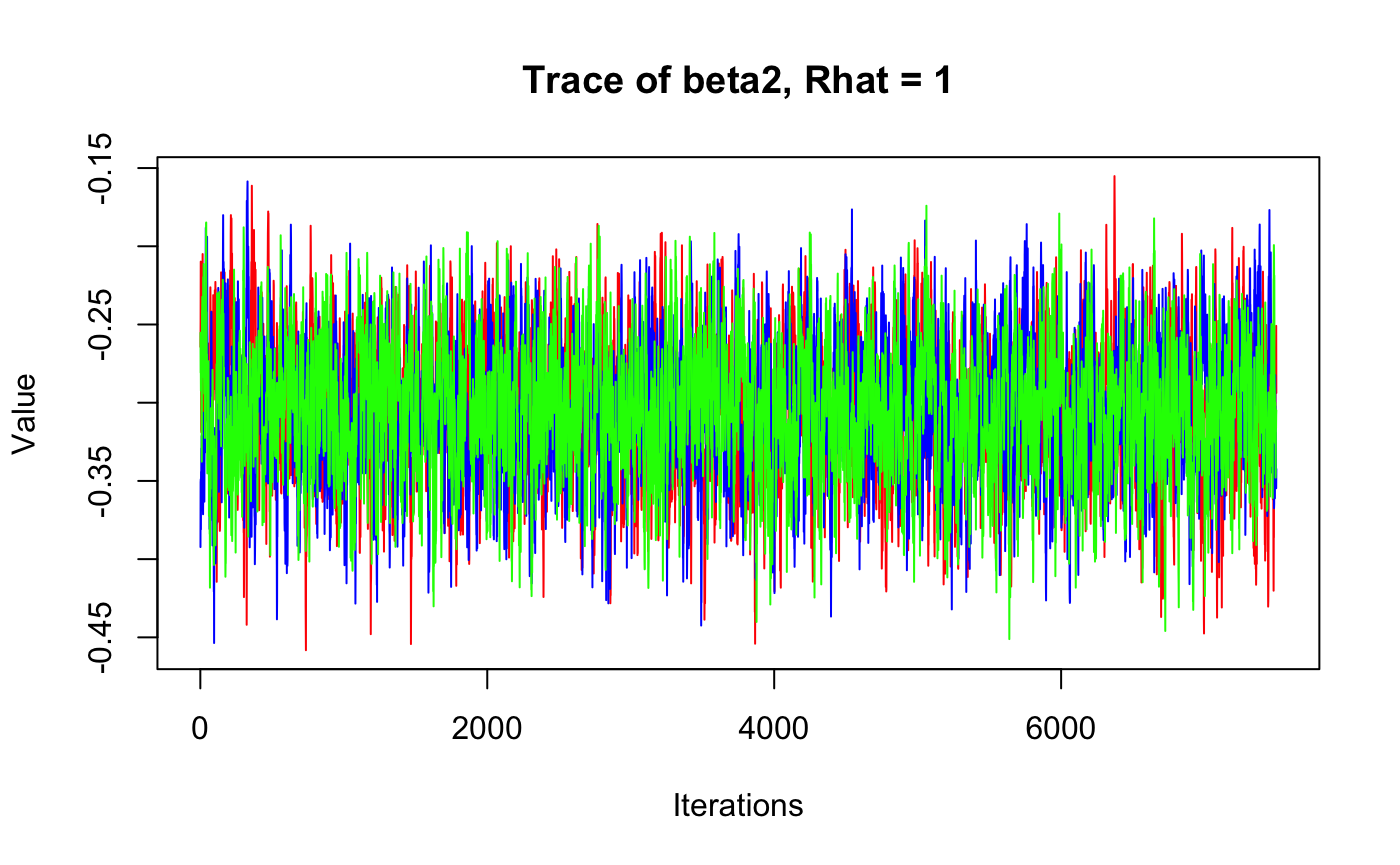 Trace of beta2, Rhat = 1
Value
-0.15
-0.25
-0.35
-0.45
0 2000 4000 6000
Iterations